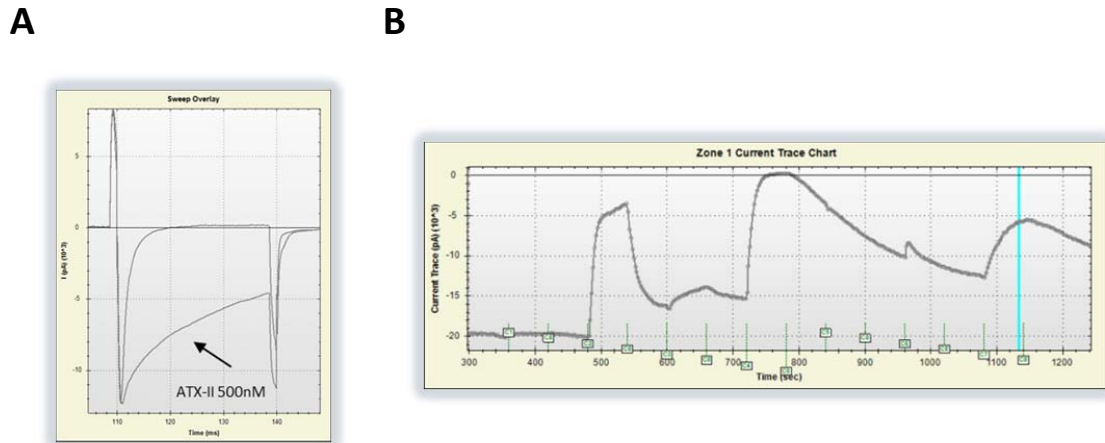 A
B
Sweep Overlay
I (pA) (10^3)
5
0
-5
-10
ATX-II 500nM
110
120
130
140
Time (ms)
Zone 1 Current Trace Chart
Current Trace (pA) (10^3)
0
-5
-10
-15
-20
300
400
500
600
700
800
900
1000
1100
1200
Time (sec)